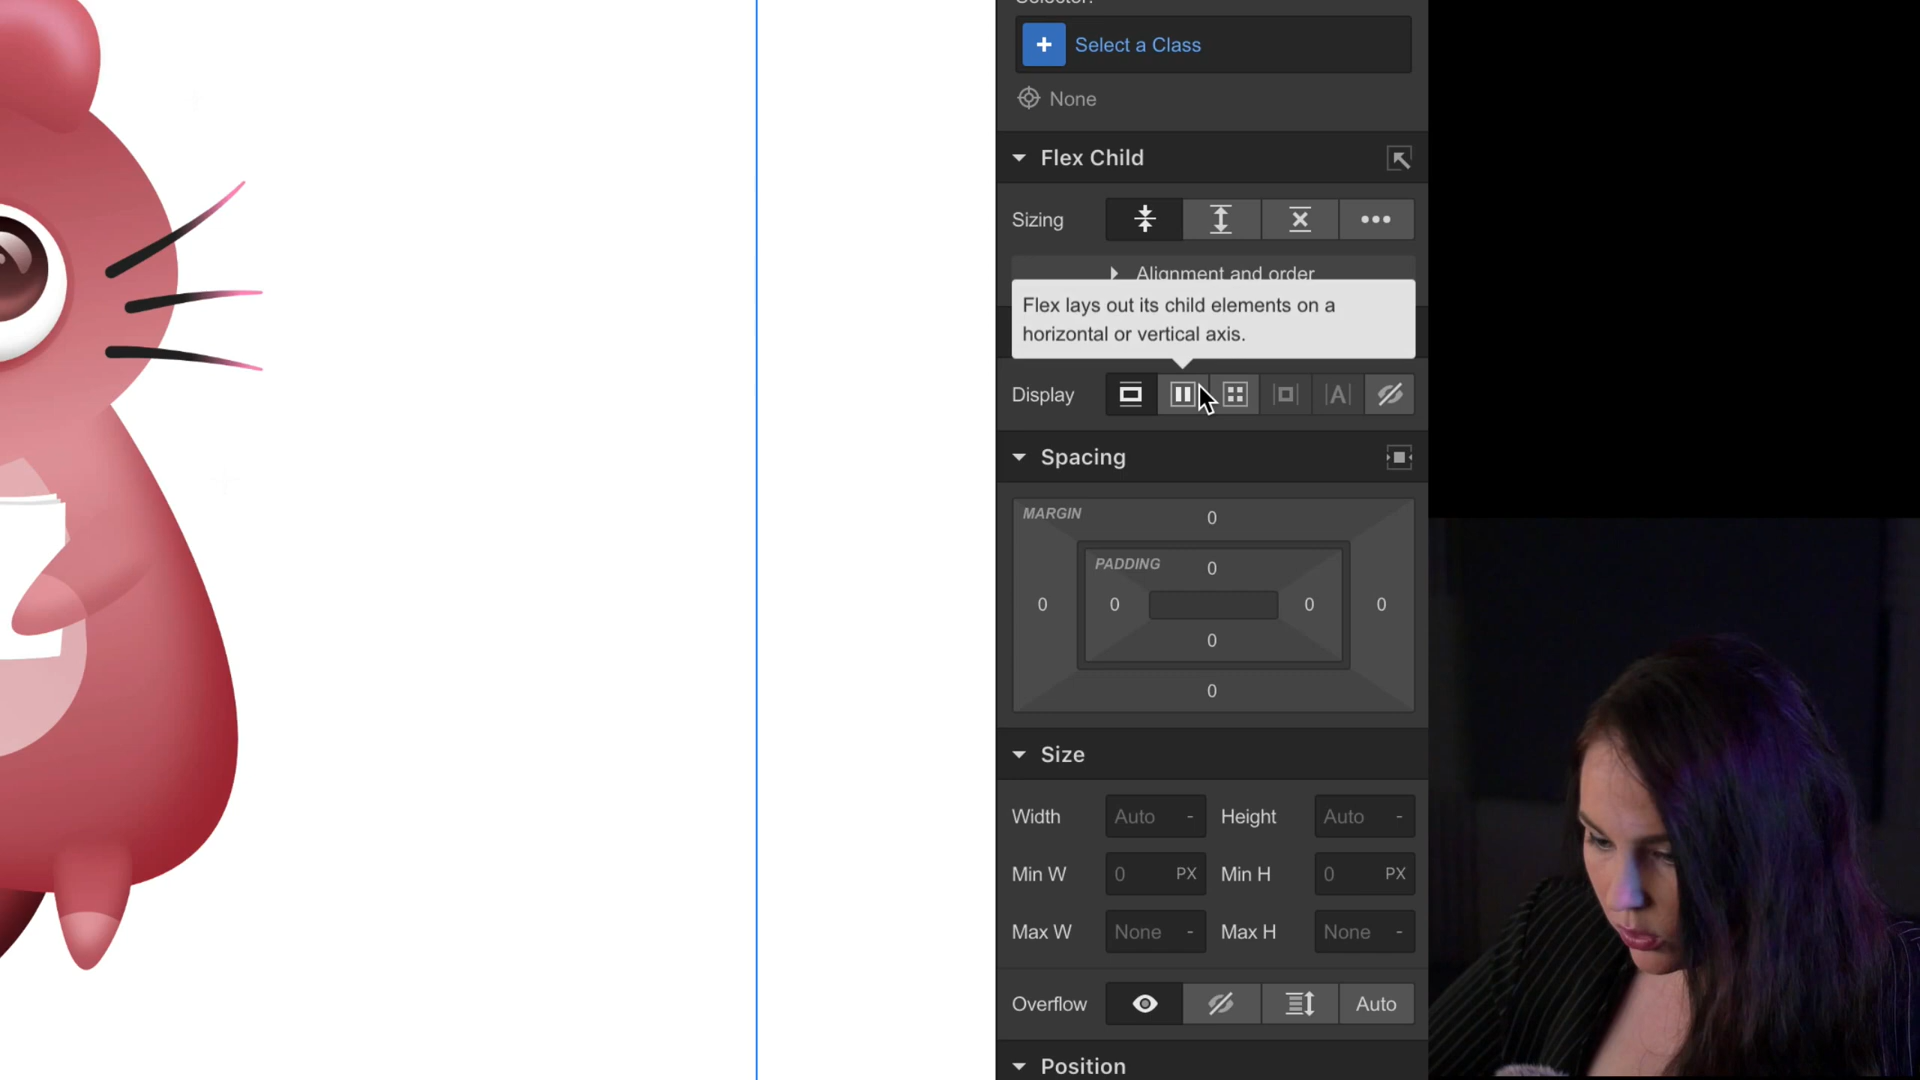 Select a Class
None
Flex Child
Sizing
Alignment and order
Flex lays out its child elements on a
horizontal or vertical axis.
Display
Spacing
MARGIN
0
PADDING
0
0 0 0 0
0
0
Size
Width Auto - Height Auto -
Min W 0 PX Min H 0 PX
Max W None - Max H None -
Overflow Auto
Position